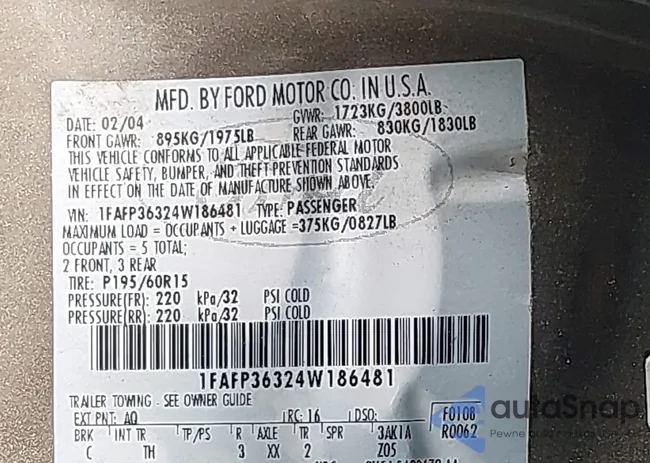 MFD. BY FORD MOTOR CO. IN U.S.A.
DATE: 02/04 GVWR: 1723KG/3800LB
FRONT GAWR: 895KG/1975LB REAR GAWR: 830KG/1830LB
THIS VEHICLE CONFORMS TO ALL APPLICABLE FEDERAL MOTOR
VEHICLE SAFETY, BUMPER, AND THEFT PREVENTION STANDARDS
IN EFFECT ON THE DATE OF MANUFACTURE SHOWN ABOVE.
VIN: 1FAFP36324W186481 TYPE: PASSENGER
MAXIMUM LOAD = OCCUPANTS + LUGGAGE =375KG/0827LB
OCCUPANTS = 5 TOTAL;
2 FRONT, 3 REAR
TIRE: P195/60R15
PRESSURE(FR): 220 kPa/32 PSI COLD
PRESSURE(RR): 220 kPa/32 PSI COLD
1FAFP36324W186481
TRAILER TOWING - SEE OWNER GUIDE
EXT PNT: AQ RC: 16 DSO: F0108
BRK INT TR TP/PS R AXLE TR SPR 3AK1A R0062
C TH 3 XX 2 Z05
autoSnap